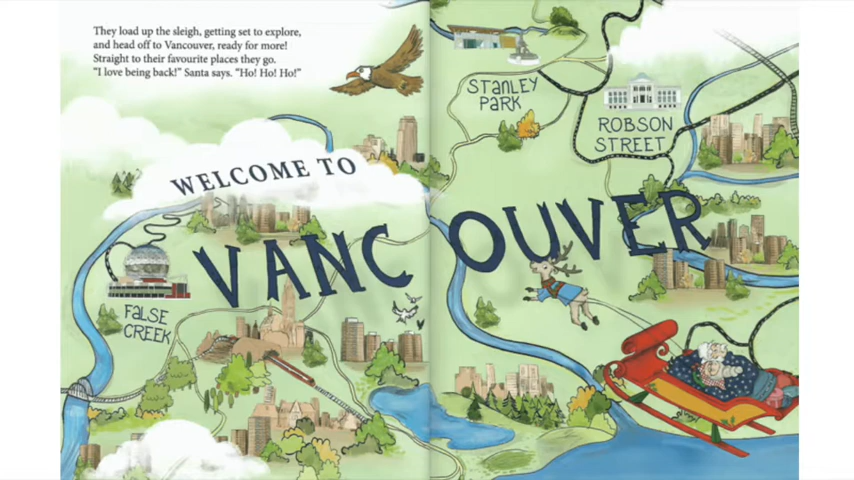 They load up the sleigh, getting set to explore,
and head off to Vancouver, ready for more!
Straight to their favourite places they go.
"I love being back!" Santa says. "Ho! Ho! Ho!"
WELCOME TO
VANCOUVER
STANLEY
PARK
ROBSON
STREET
FALSE
CREEK